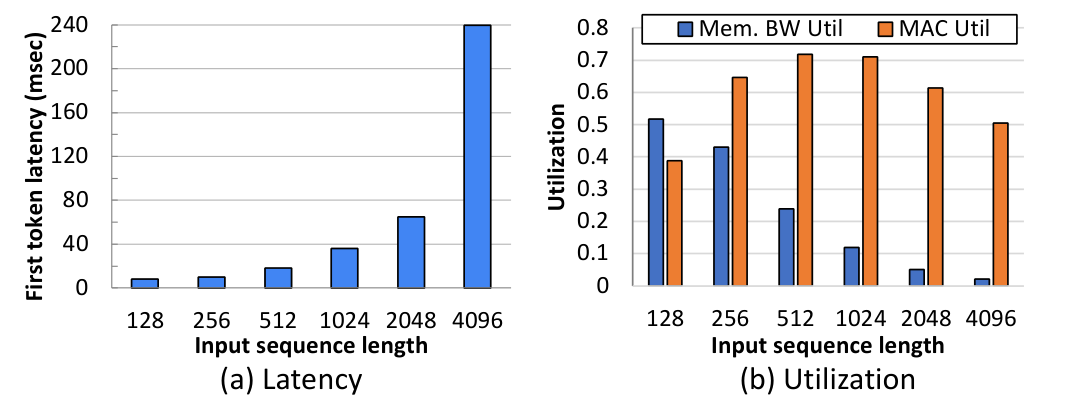 First token latency (msec)
240
200
160
120
80
40
0
128 256 512 1024 2048 4096
Input sequence length
(a) Latency
Mem. BW Util MAC Util
Utilization
0.8
0.7
0.6
0.5
0.4
0.3
0.2
0.1
0
128 256 512 1024 2048 4096
Input sequence length
(b) Utilization